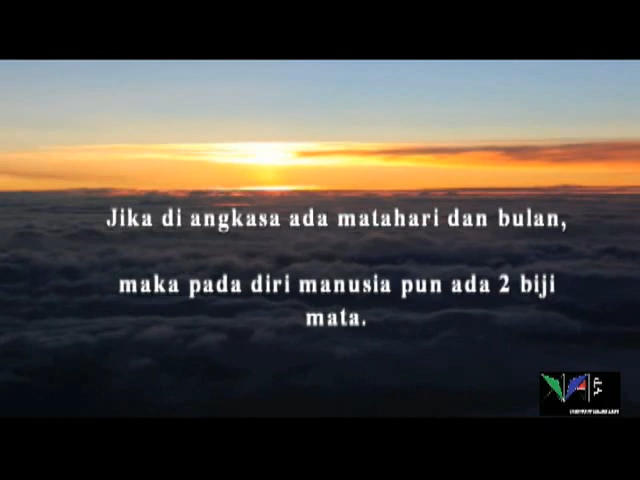 Jika di angkasa ada matahari dan bulan,
maka pada diri manusia pun ada 2 biji
mata.